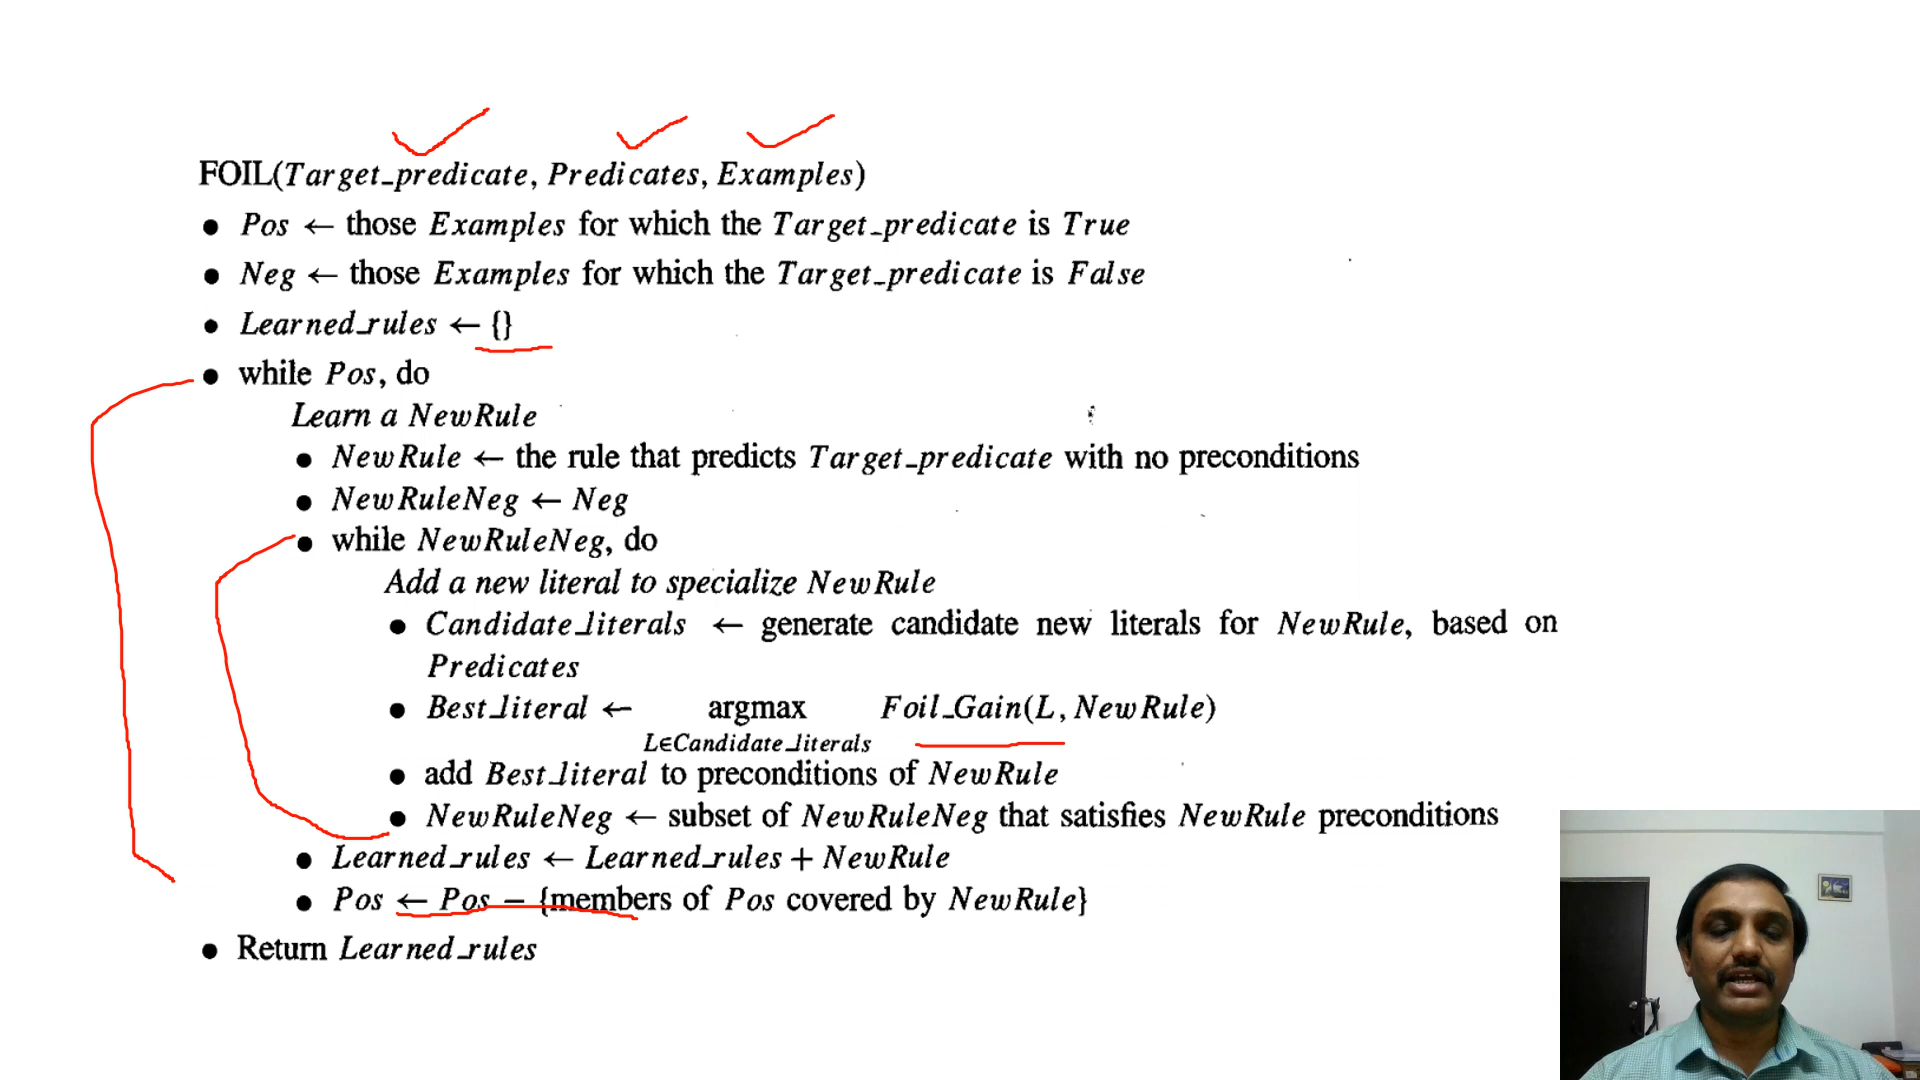 FOIL(Target_predicate, Predicates, Examples)
• Pos ← those Examples for which the Target_predicate is True
• Neg ← those Examples for which the Target_predicate is False
• Learned_rules ← {}
• while Pos, do
Learn a NewRule
• NewRule ← the rule that predicts Target_predicate with no preconditions
• NewRuleNeg ← Neg
• while NewRuleNeg, do
Add a new literal to specialize NewRule
• Candidate_literals ← generate candidate new literals for NewRule, based on
Predicates
• Best_literal ← argmax Foil_Gain(L, NewRule)
L∈Candidate_literals
• add Best_literal to preconditions of NewRule
• NewRuleNeg ← subset of NewRuleNeg that satisfies NewRule preconditions
• Learned_rules ← Learned_rules + NewRule
• Pos ← Pos − {members of Pos covered by NewRule}
• Return Learned_rules